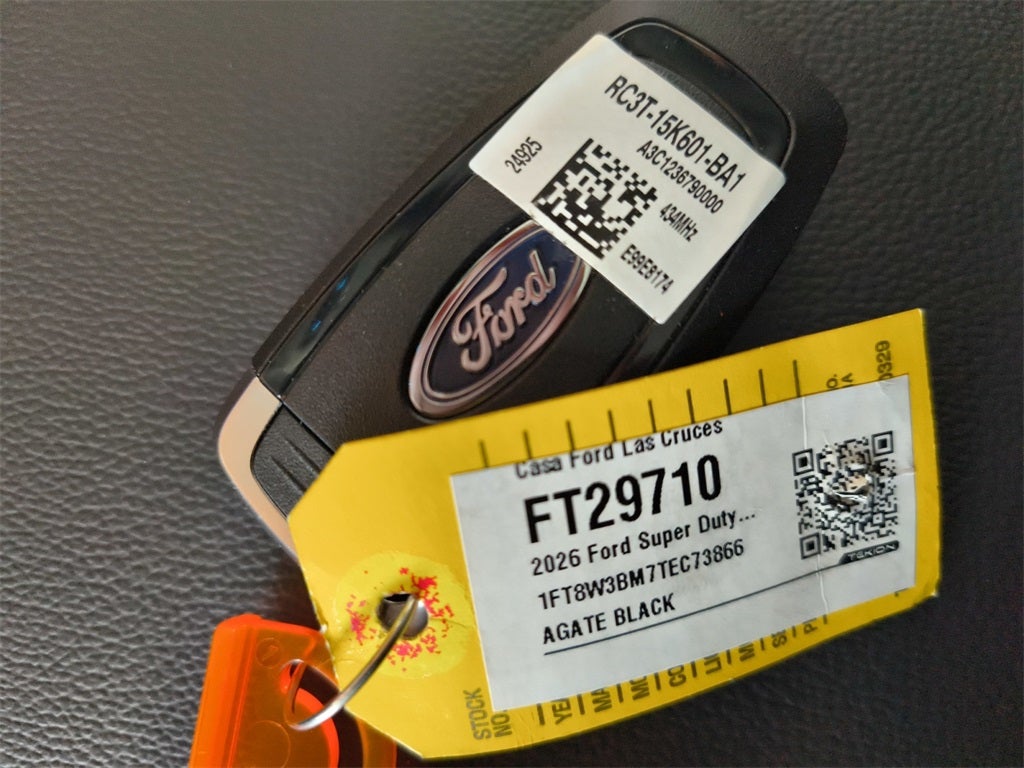 RC3T-15K601-BA1
A3C1236790000
24925
434MHz
E99E8174
Ford
0329
Casa Ford Las Cruces
FT29710
2026 Ford Super Duty...
1FT8W3BM7TEC73866
AGATE BLACK
TEKION
STOCK
NO.